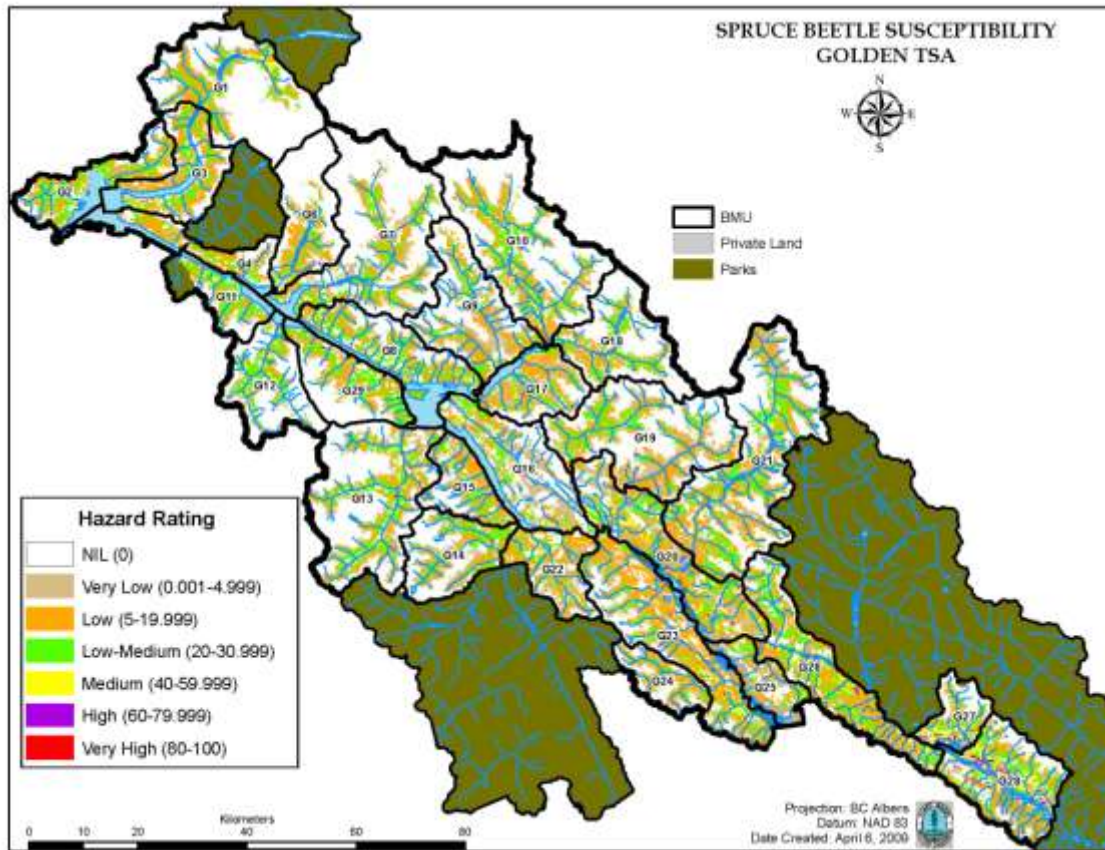 SPRUCE BEETLE SUSCEPTIBILITY
GOLDEN TSA
N
W
E
S
BMU
Private Land
Parks
G1
G2
G3
G6
G7
G10
G4
G11
G9
G8
G18
G12
G29
G17
G19
G16
G21
G13
G15
G14
G22
G20
G23
G24
G25
G26
G27
G28
Hazard Rating
NIL (0)
Very Low (0.001-4.999)
Low (5-19.999)
Low-Medium (20-30.999)
Medium (40-59.999)
High (60-79.999)
Very High (80-100)
Kilometers
0 10 20 40 60 80
Projection: BC Albers
Datum: NAD 83
Date Created: April 6, 2009